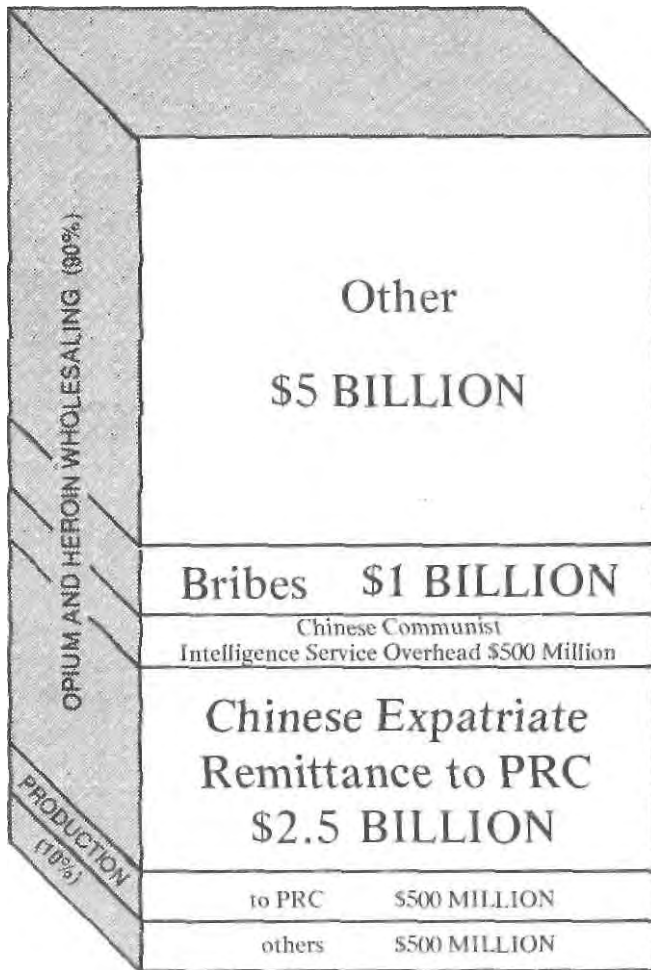 OPIUM AND HEROIN WHOLESALING (90%)
Other
$5 BILLION
Bribes $1 BILLION
Chinese Communist
Intelligence Service Overhead $500 Million
Chinese Expatriate
Remittance to PRC
$2.5 BILLION
PRODUCTION
(10%)
to PRC $500 MILLION
others $500 MILLION